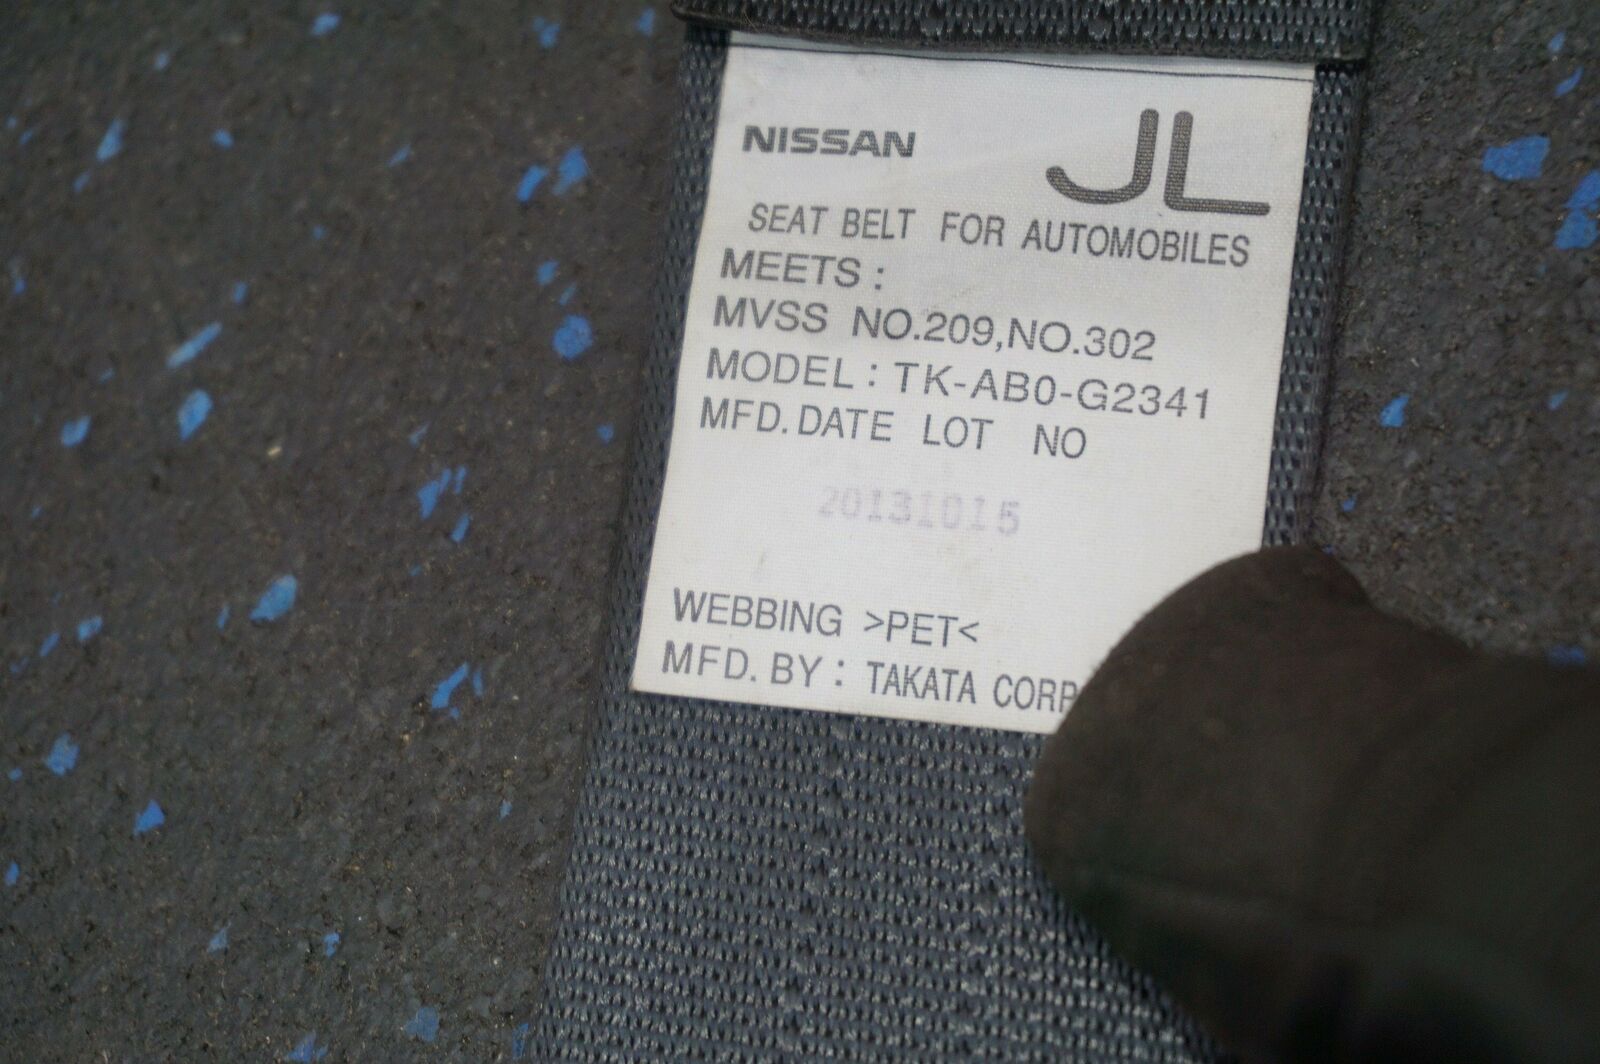 NISSAN JL
SEAT BELT FOR AUTOMOBILES
MEETS :
MVSS NO.209,NO.302
MODEL : TK-AB0-G2341
MFD.DATE LOT NO
20131015
WEBBING >PET<
MFD.BY : TAKATA CORP